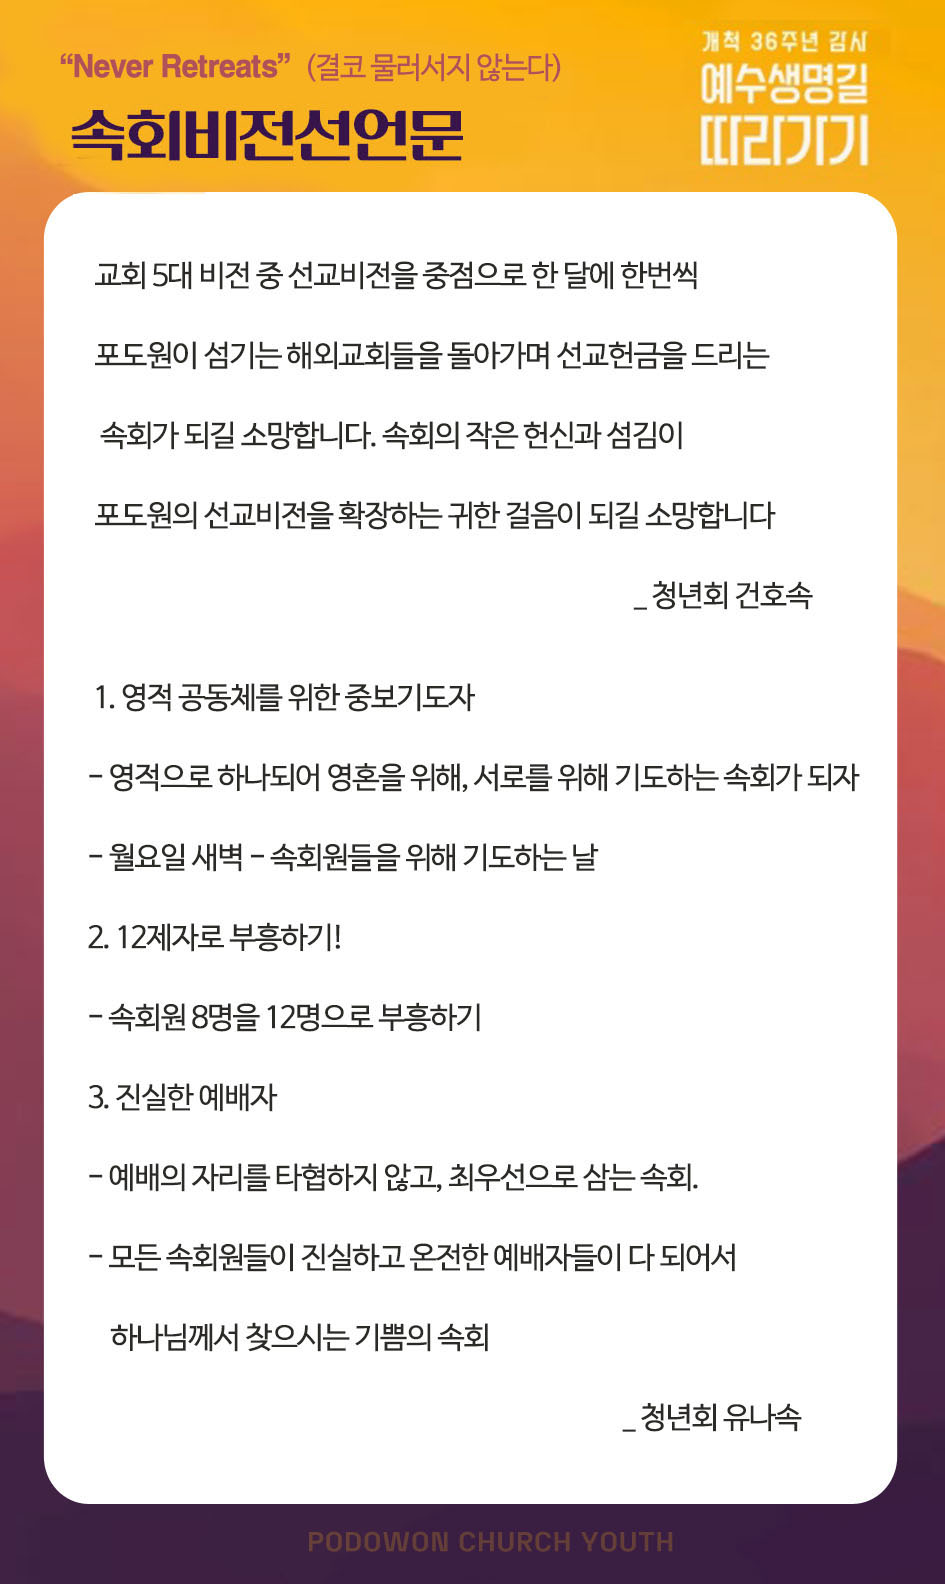 “Never Retreats” (결코 물러서지 않는다)
속회비전선언문
개척 36주년 감사
예수생명길
따라가기
교회 5대 비전 중 선교비전을 중점으로 한 달에 한번씩
포도원이 섬기는 해외교회들을 돌아가며 선교헌금을 드리는
속회가 되길 소망합니다. 속회의 작은 헌신과 섬김이
포도원의 선교비전을 확장하는 귀한 걸음이 되길 소망합니다
_ 청년회 건호속
1. 영적 공동체를 위한 중보기도자
- 영적으로 하나되어 영혼을 위해, 서로를 위해 기도하는 속회가 되자
- 월요일 새벽 - 속회원들을 위해 기도하는 날
2. 12제자로 부흥하기!
- 속회원 8명을 12명으로 부흥하기
3. 진실한 예배자
- 예배의 자리를 타협하지 않고, 최우선으로 삼는 속회.
- 모든 속회원들이 진실하고 온전한 예배자들이 다 되어서
하나님께서 찾으시는 기쁨의 속회
_ 청년회 유나속
PODOWON CHURCH YOUTH